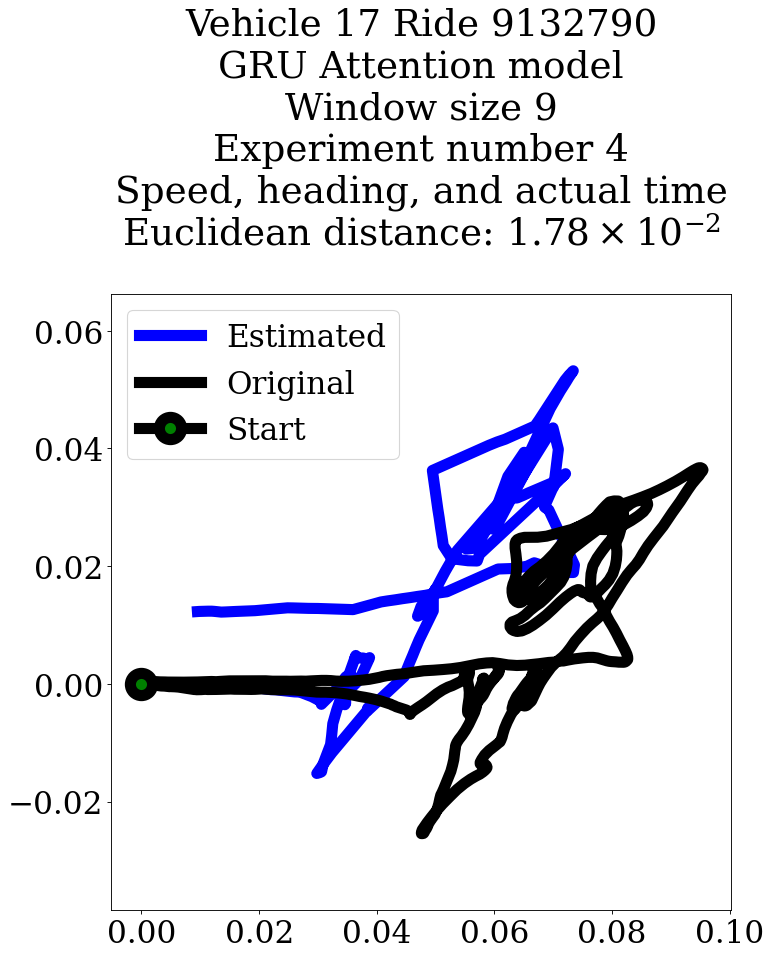 Vehicle 17 Ride 9132790
GRU Attention model
Window size 9
Experiment number 4
Speed, heading, and actual time
Euclidean distance: 1.78 × 10⁻²
Estimated
Original
Start
0.06
0.04
0.02
0.00
−0.02
0.00 0.02 0.04 0.06 0.08 0.10